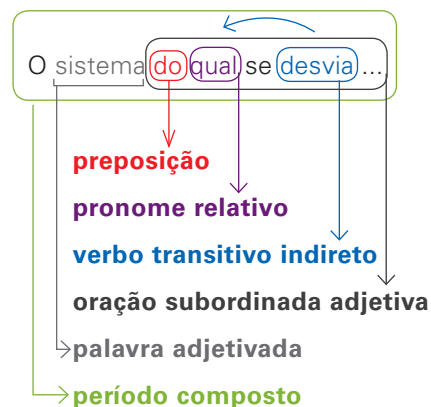 O sistema do qual se desvia ...
preposição
pronome relativo
verbo transitivo indireto
oração subordinada adjetiva
palavra adjetivada
período composto